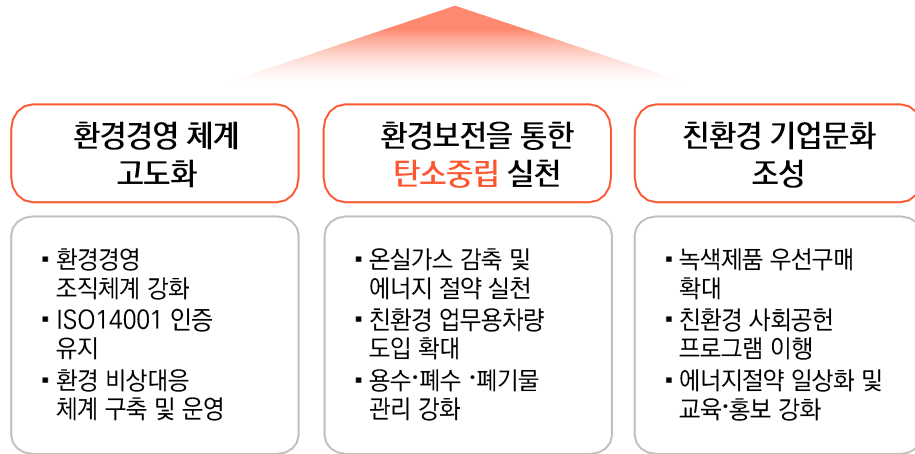 환경경영 체계
고도화
▪ 환경경영
조직체계 강화
▪ ISO14001 인증
유지
▪ 환경 비상대응
체계 구축 및 운영
환경보전을 통한
탄소중립 실천
▪ 온실가스 감축 및
에너지 절약 실천
▪ 친환경 업무용차량
도입 확대
▪ 용수·폐수 ·폐기물
관리 강화
친환경 기업문화
조성
▪ 녹색제품 우선구매
확대
▪ 친환경 사회공헌
프로그램 이행
▪ 에너지절약 일상화 및
교육·홍보 강화